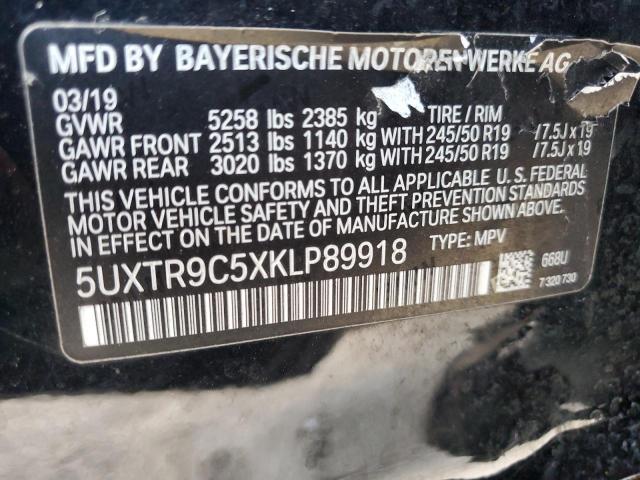 MFD BY BAYERISCHE MOTOREN WERKE AG
03/19
GVWR 5258 lbs 2385 kg TIRE / RIM
GAWR FRONT 2513 lbs 1140 kg WITH 245/50 R19 /7.5J x 19
GAWR REAR 3020 lbs 1370 kg WITH 245/50 R19 /7.5J x 19
THIS VEHICLE CONFORMS TO ALL APPLICABLE U. S. FEDERAL
MOTOR VEHICLE SAFETY AND THEFT PREVENTION STANDARDS
IN EFFECT ON THE DATE OF MANUFACTURE SHOWN ABOVE.
5UXTR9C5XKLP89918 TYPE: MPV
668U
7 320 730